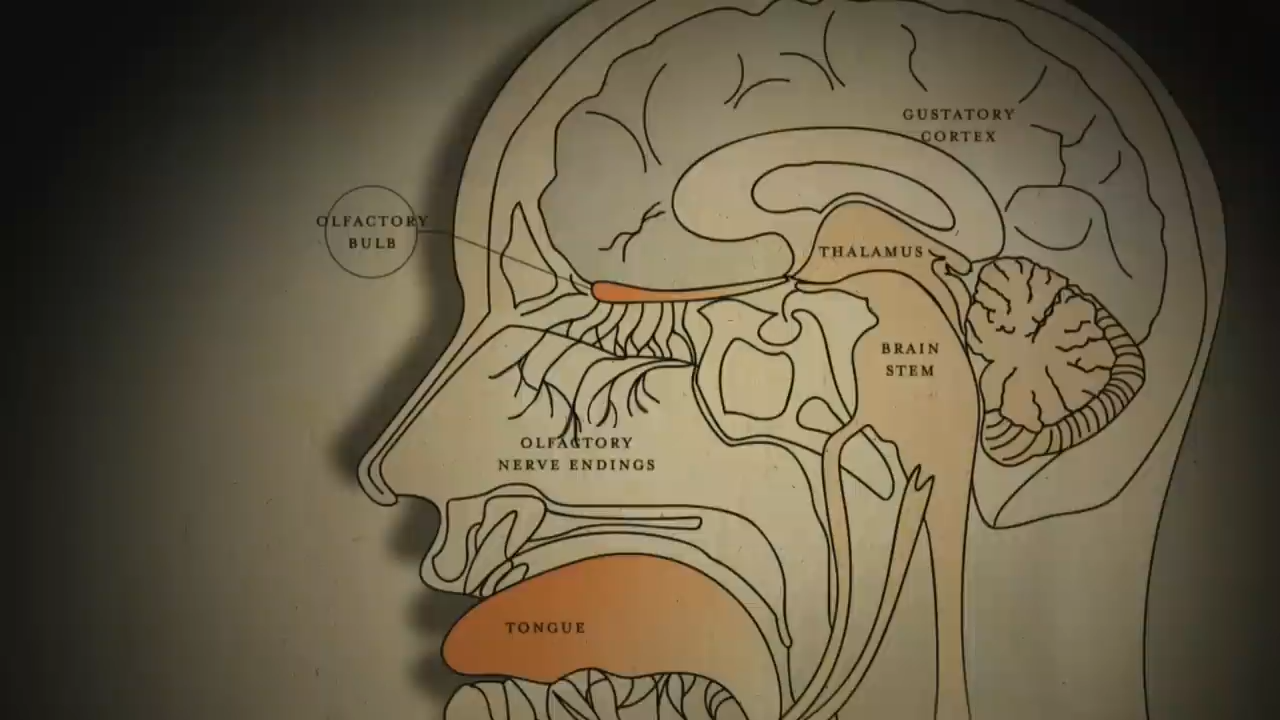 GUSTATORY
CORTEX
OLFACTORY
BULB
THALAMUS
BRAIN
STEM
OLFACTORY
NERVE ENDINGS
TONGUE